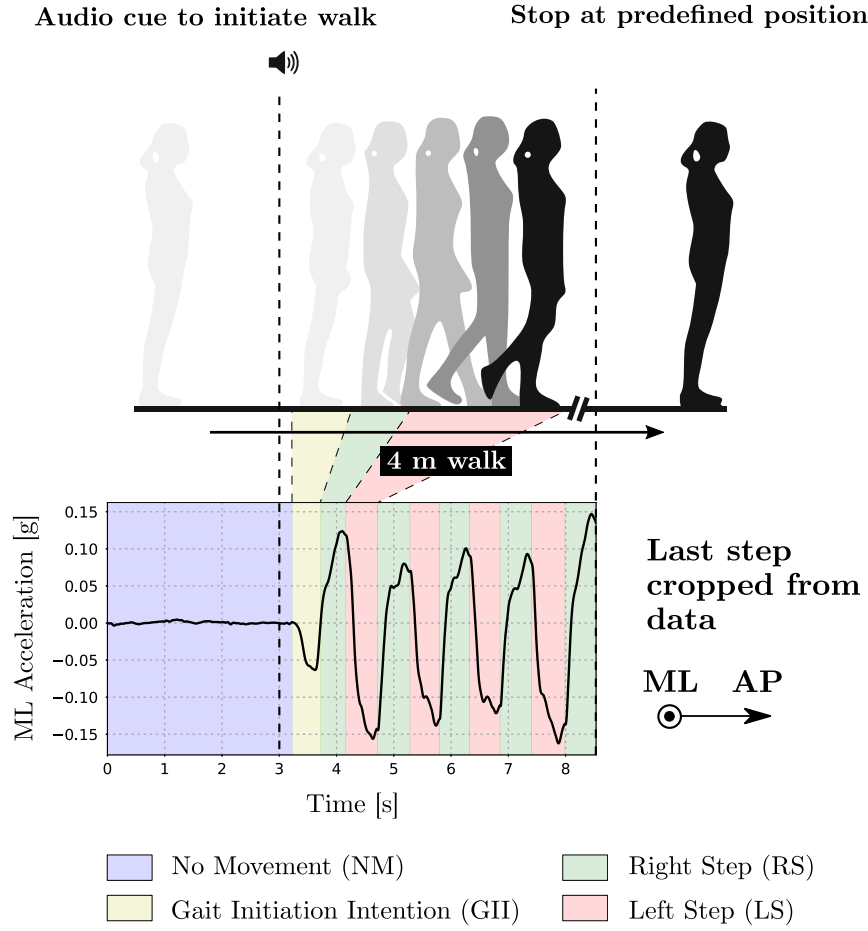 Audio cue to initiate walk
Stop at predefined position
4 m walk
ML Acceleration [g]
0.15
0.10
0.05
0.00
−0.05
−0.10
−0.15
0 1 2 3 4 5 6 7 8
Time [s]
Last step
cropped from
data
ML AP
No Movement (NM)
Right Step (RS)
Gait Initiation Intention (GII)
Left Step (LS)